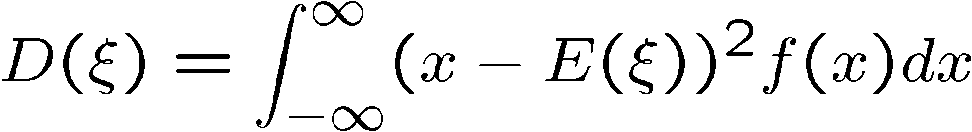 D(ξ) = ∫_{-∞}^{∞} (x − E(ξ))² f(x)dx